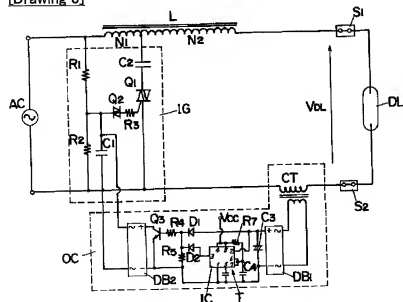 [Drawing 6]
L
S1
N1
N2
R1
C2
Q1
Q2
R3
IG
AC
R2
C1
VDL
DL
CT
S2
Q3
R4
D1
Vcc
R7
C3
OC
R5
D2
C4
DB2
IC
T
DB1